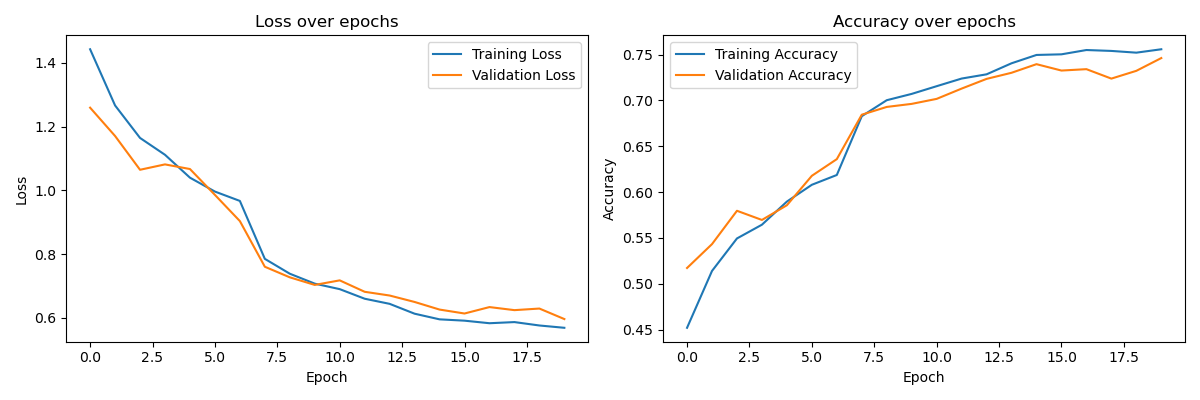 Loss over epochs
Training Loss
Validation Loss
1.4
1.2
1.0
0.8
0.6
Loss
0.0 2.5 5.0 7.5 10.0 12.5 15.0 17.5
Epoch
Accuracy over epochs
Training Accuracy
Validation Accuracy
0.75
0.70
0.65
0.60
0.55
0.50
0.45
Accuracy
0.0 2.5 5.0 7.5 10.0 12.5 15.0 17.5
Epoch